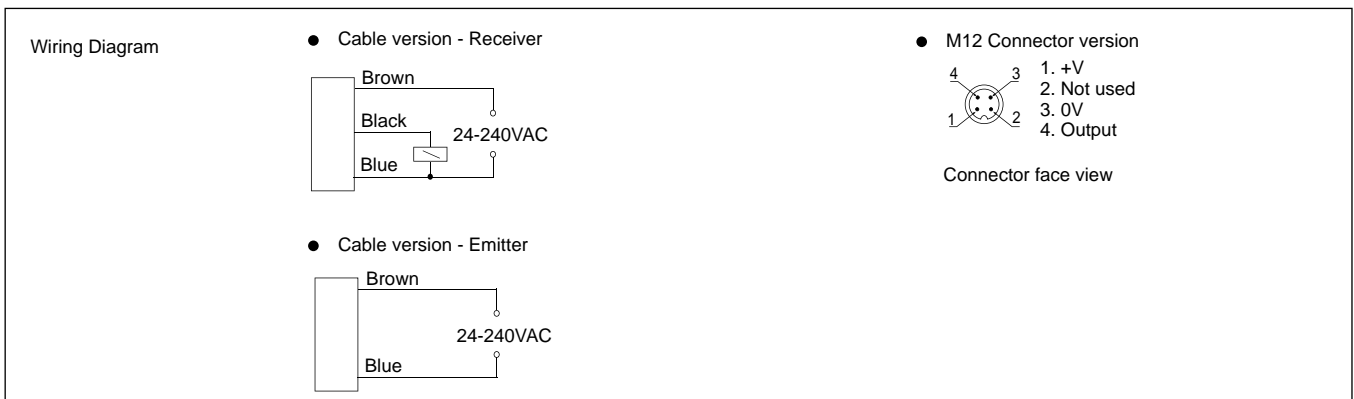 Wiring Diagram
● Cable version - Receiver
Brown
Black
24-240VAC
Blue
● Cable version - Emitter
Brown
24-240VAC
Blue
● M12 Connector version
4 3
1 2
1. +V
2. Not used
3. 0V
4. Output
Connector face view